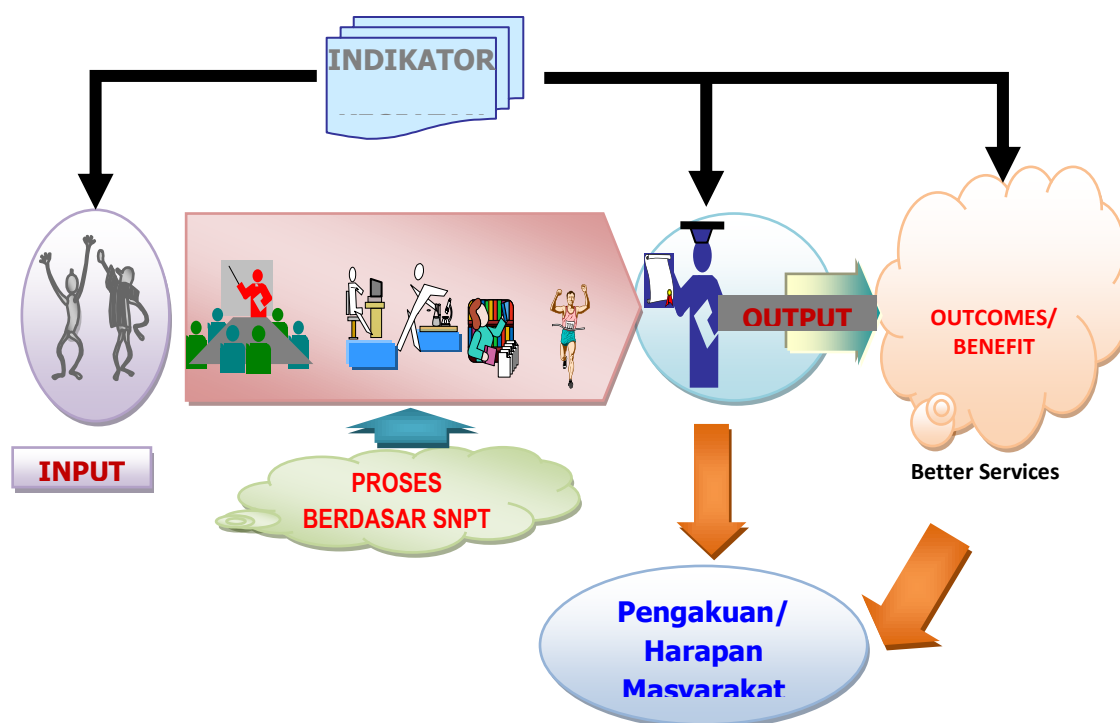 INDIKATOR
INPUT
PROSES
BERDASAR SNPT
OUTPUT
OUTCOMES/
BENEFIT
Better Services
Pengakuan/
Harapan
Masyarakat